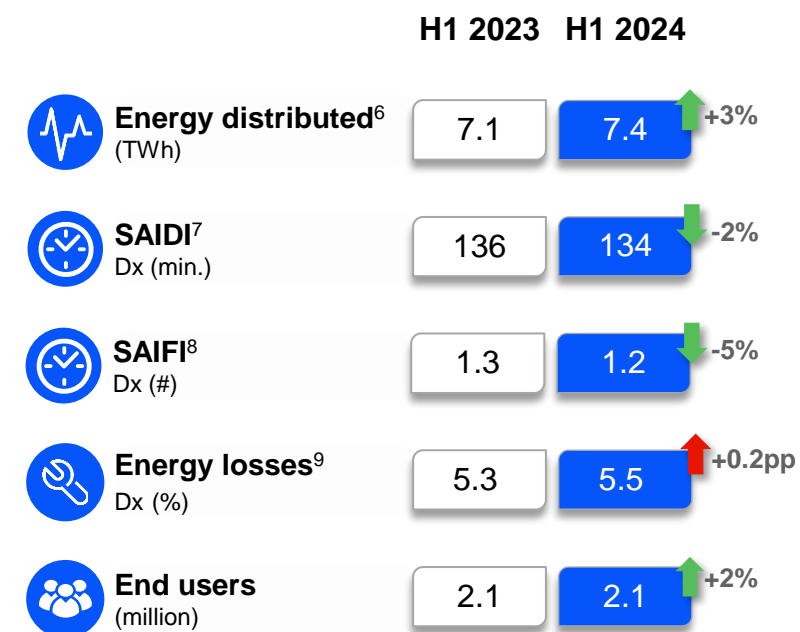 H1 2023 H1 2024
Energy distributed⁶ 7.1 7.4 +3%
(TWh)
SAIDI⁷ 136 134 -2%
Dx (min.)
SAIFI⁸ 1.3 1.2 -5%
Dx (#)
Energy losses⁹ 5.3 5.5 +0.2pp
Dx (%)
End users 2.1 2.1 +2%
(million)